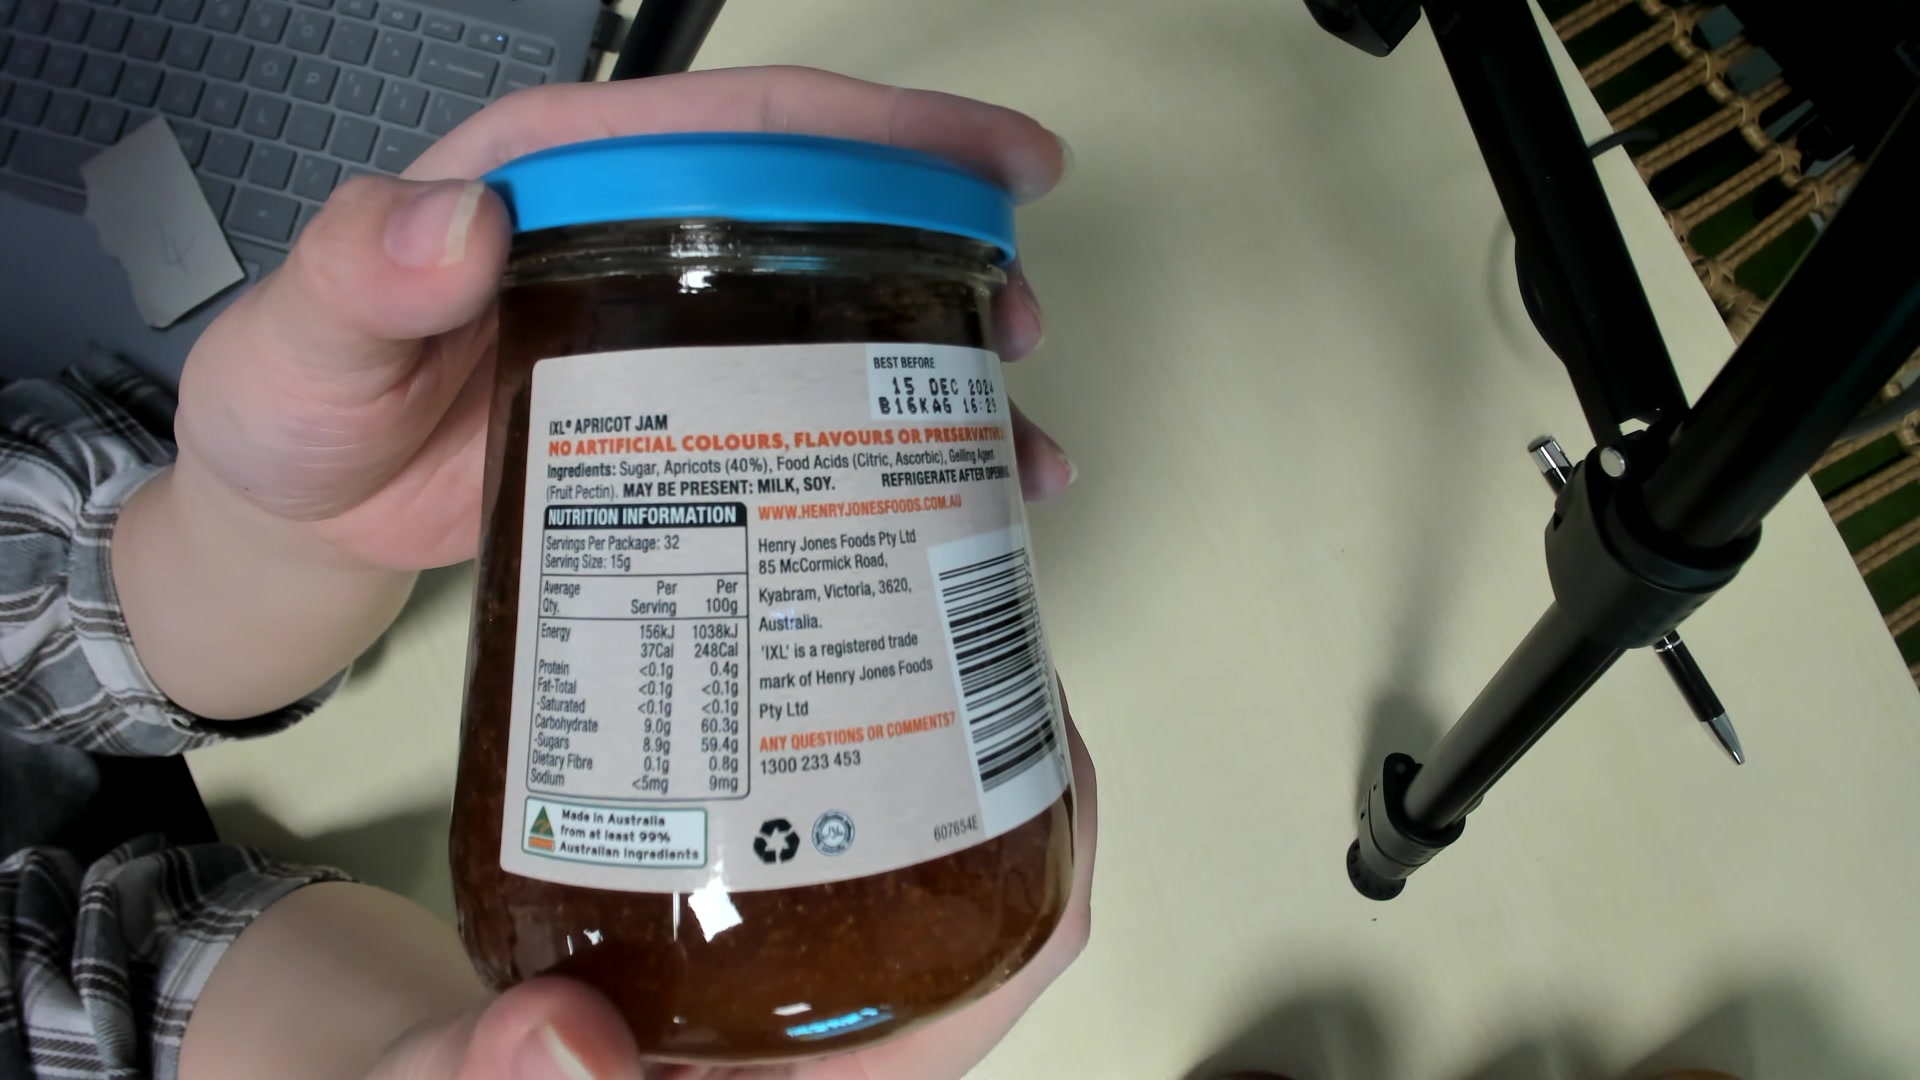 BEST BEFORE
15 DEC 2024
B16KAG 16:23
IXL® APRICOT JAM
NO ARTIFICIAL COLOURS, FLAVOURS OR
Ingredients: Sugar, Apricots (40%), Food Acids (Citric, Ascorbic), Gelling Agent
(Fruit Pectin). MAY BE PRESENT: MILK, SOY. REFRIGERATE AFTER
NUTRITION INFORMATION
Servings Per Package: 32
Serving Size: 15g
Average Qty. Per Serving Per 100g
Energy 156kJ 1038kJ
37Cal 248Cal
Protein <0.1g 0.4g
Fat-Total <0.1g <0.1g
-Saturated <0.1g <0.1g
Carbohydrate 9.0g 60.3g
-Sugars 8.9g 59.4g
Dietary Fibre 0.1g 0.8g
Sodium <5mg 9mg
WWW.HENRYJONESFOODS.COM.AU
Henry Jones Foods Pty Ltd
85 McCormick Road,
Kyabram, Victoria, 3620,
Australia.
'IXL' is a registered trade
mark of Henry Jones Foods
Pty Ltd
ANY QUESTIONS OR COMMENTS?
1300 233 453
Made in Australia
from at least 99%
Australian ingredients
607654E
4